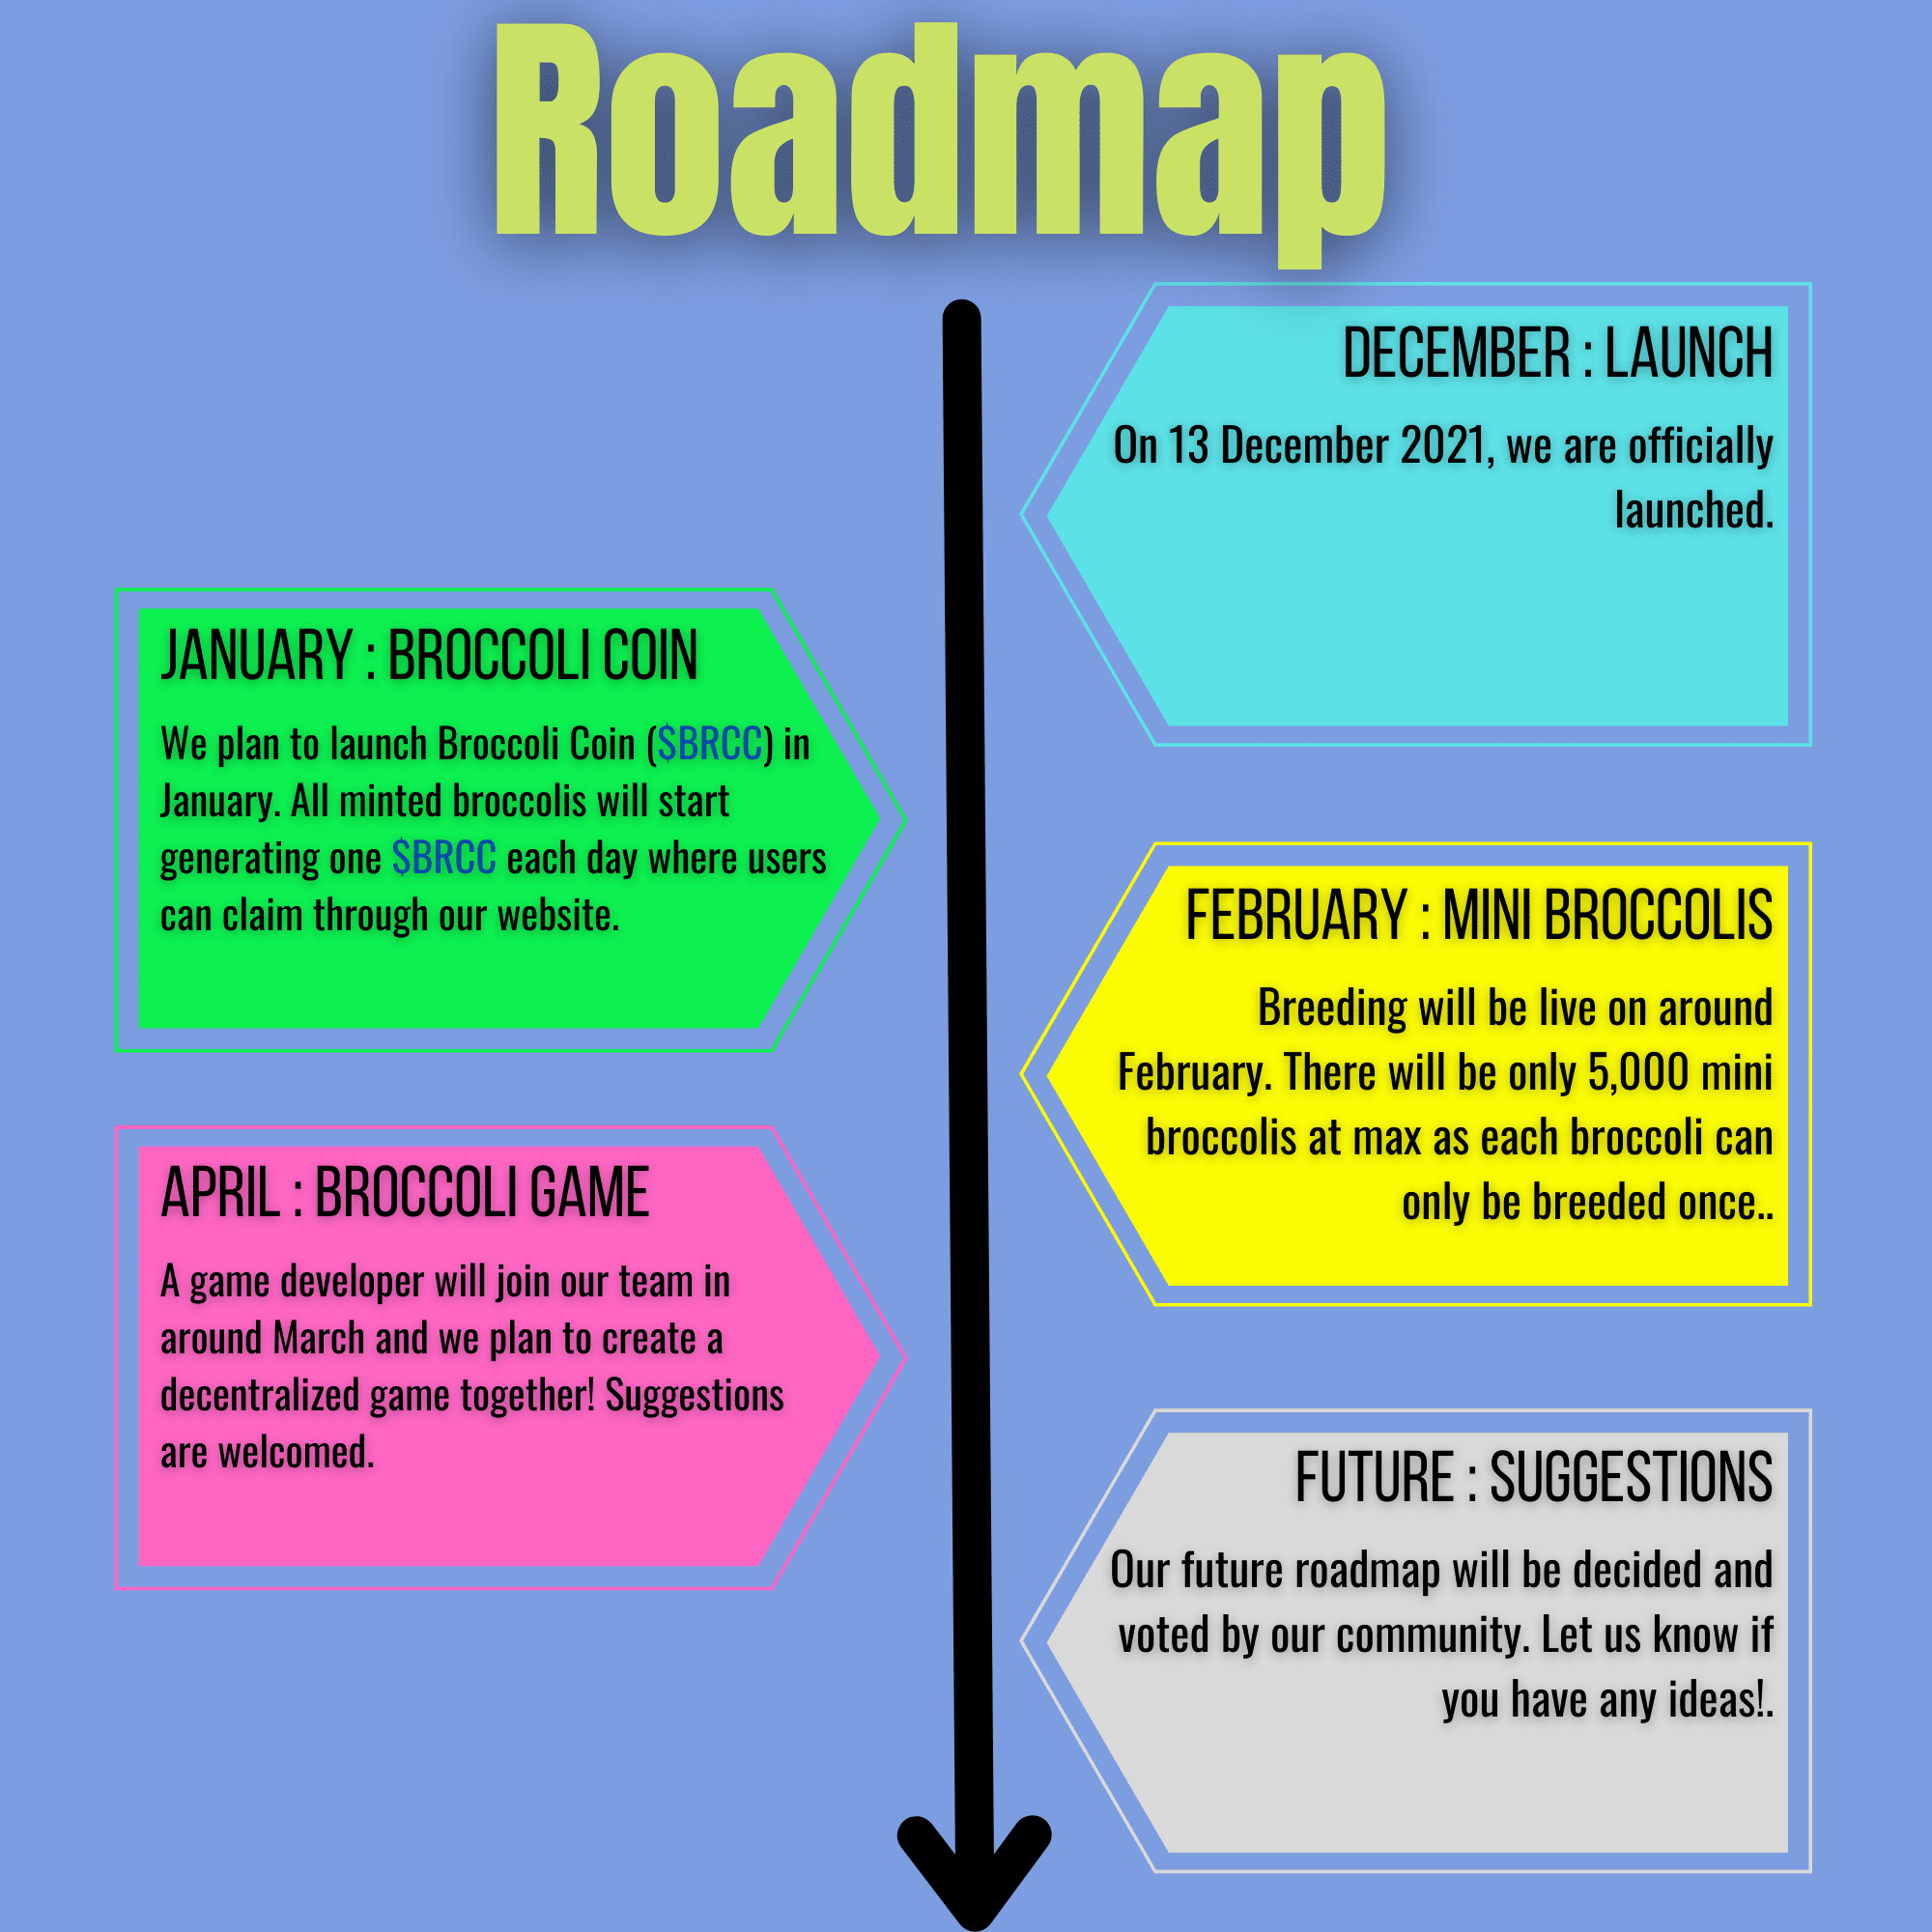 Roadmap
DECEMBER : LAUNCH
On 13 December 2021, we are officially
launched.
JANUARY : BROCCOLI COIN
We plan to launch Broccoli Coin ($BRCC) in
January. All minted broccolis will start
generating one $BRCC each day where users
can claim through our website.
FEBRUARY : MINI BROCCOLIS
Breeding will be live on around
February. There will be only 5,000 mini
broccolis at max as each broccoli can
only be breeded once..
APRIL : BROCCOLI GAME
A game developer will join our team in
around March and we plan to create a
decentralized game together! Suggestions
are welcomed.
FUTURE : SUGGESTIONS
Our future roadmap will be decided and
voted by our community. Let us know if
you have any ideas!.